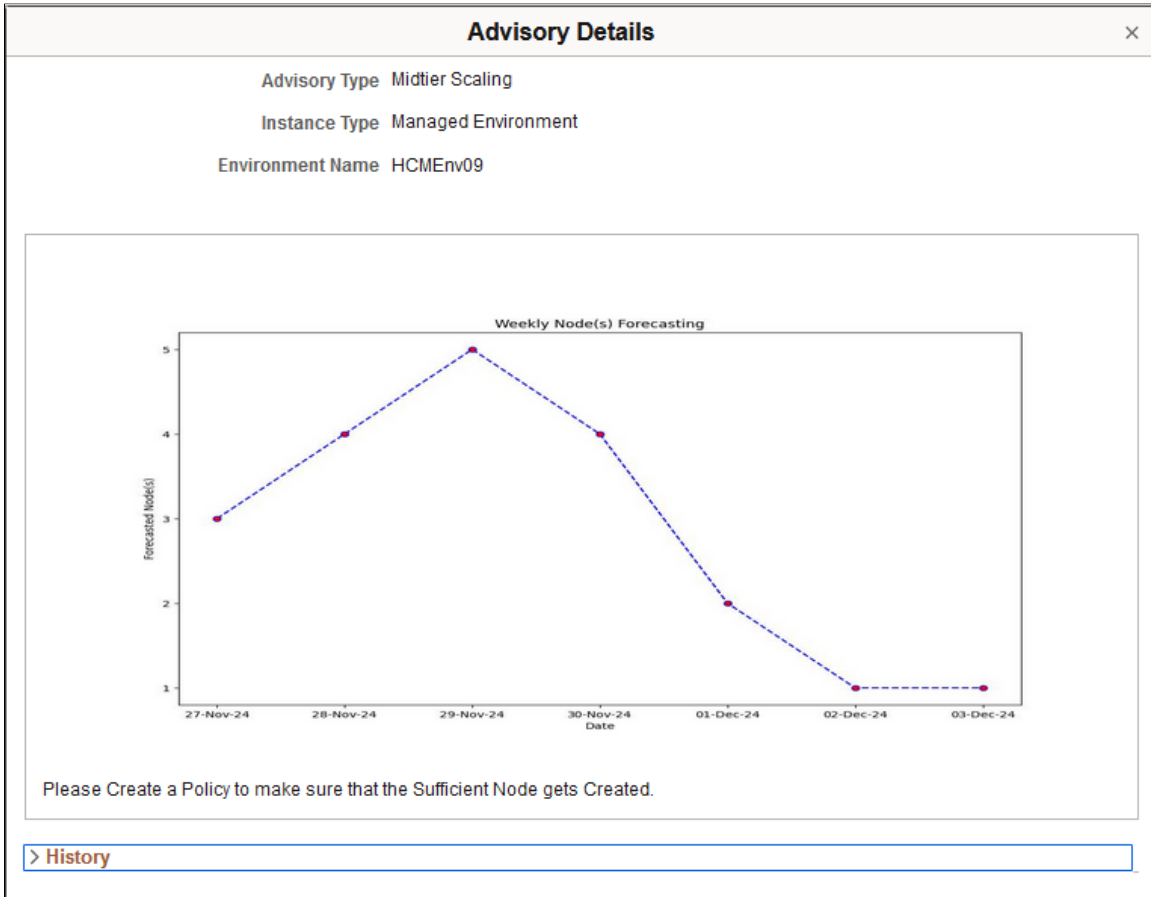 Advisory Details
×
Advisory Type Midtier Scaling
Instance Type Managed Environment
Environment Name HCMEnv09
Weekly Node(s) Forecasting
5
4
3
2
1
Forecasted Node(s)
27-Nov-24 28-Nov-24 29-Nov-24 30-Nov-24 01-Dec-24 02-Dec-24 03-Dec-24
Date
Please Create a Policy to make sure that the Sufficient Node gets Created.
> History